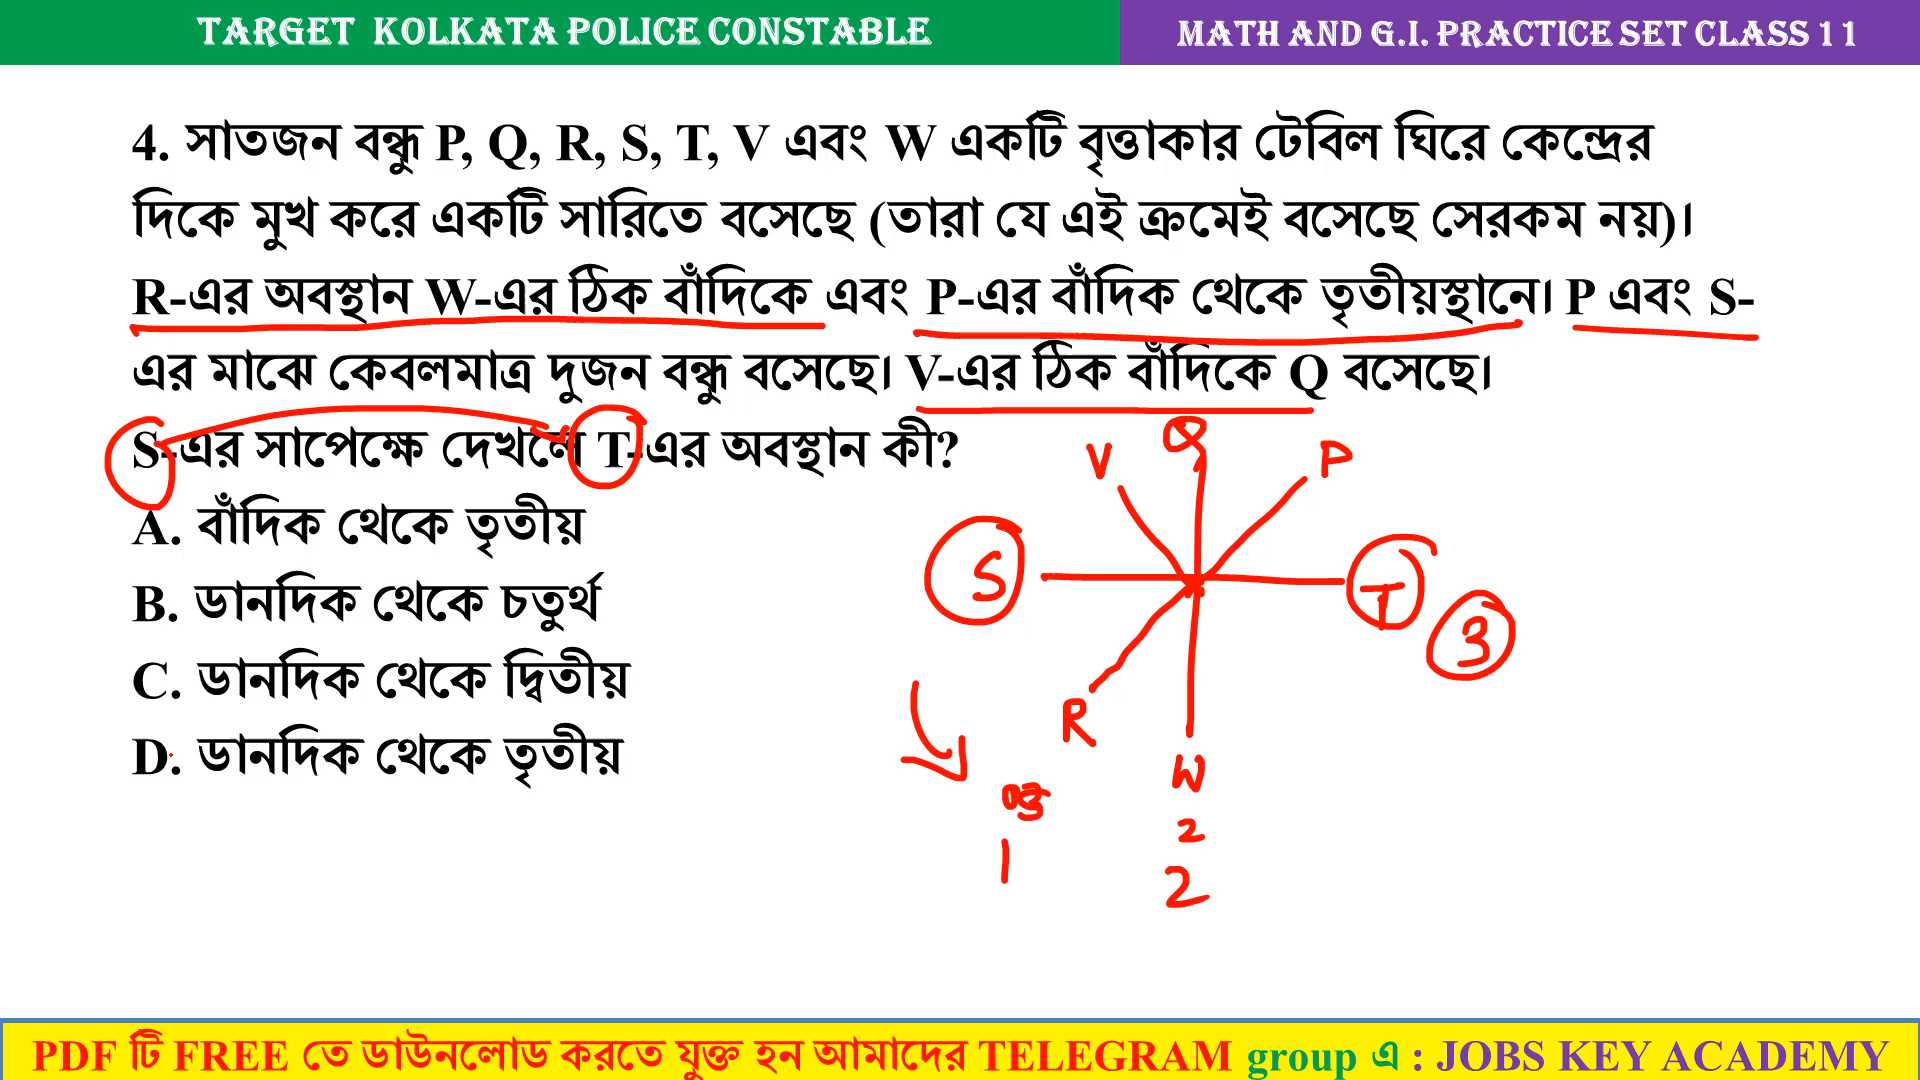 TARGET KOLKATA POLICE CONSTABLE
MATH AND G.I. PRACTICE SET CLASS 11
4. সাতজন বন্ধু P, Q, R, S, T, V এবং W একটি বৃত্তাকার টেবিল ঘিরে কেন্দ্রের
দিকে মুখ করে একটি সারিতে বসেছে (তারা যে এই ক্রমেই বসেছে সেরকম নয়)।
R-এর অবস্থান W-এর ঠিক বাঁদিকে এবং P-এর বাঁদিক থেকে তৃতীয়স্থানে। P এবং S-
এর মাঝে কেবলমাত্র দুজন বন্ধু বসেছে। V-এর ঠিক বাঁদিকে Q বসেছে।
S-এর সাপেক্ষে দেখলে T-এর অবস্থান কী?
A. বাঁদিক থেকে তৃতীয়
B. ডানদিক থেকে চতুর্থ
C. ডানদিক থেকে দ্বিতীয়
D. ডানদিক থেকে তৃতীয়
V Q P
S T 3
R
W
2
1 2
PDF টি FREE তে ডাউনলোড করতে যুক্ত হন আমাদের TELEGRAM group এ : JOBS KEY ACADEMY